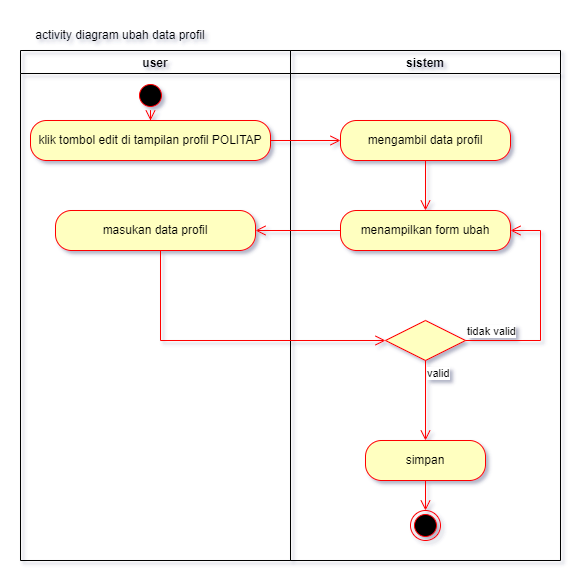 activity diagram ubah data profil
user
sistem
klik tombol edit di tampilan profil POLITAP
mengambil data profil
masukan data profil
menampilkan form ubah
tidak valid
valid
simpan